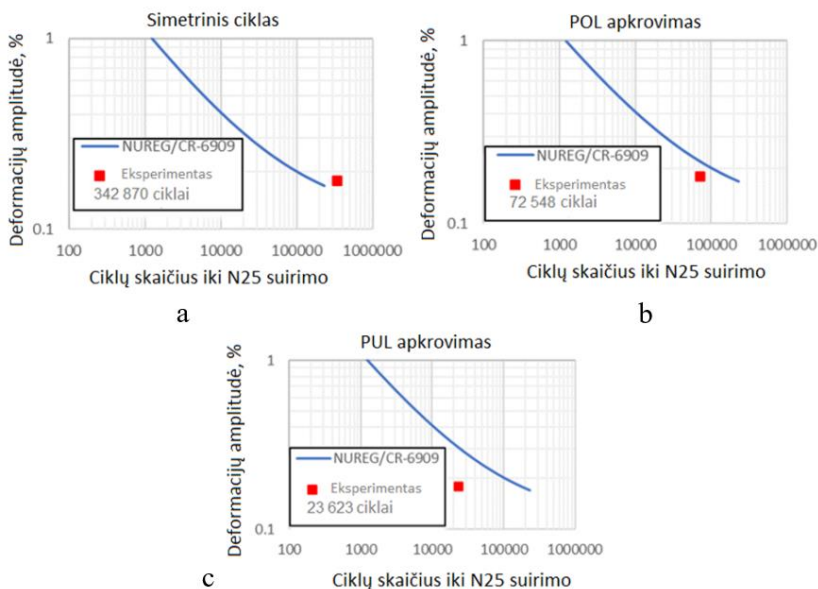 Simetrinis ciklas
Deformacijų amplitudė, %
1
0.1
NUREG/CR-6909
Eksperimentas
342 870 ciklai
100 1000 10000 100000 1000000
Ciklų skaičius iki N25 suirimo
a
POL apkrovimas
Deformacijų amplitudė, %
1
0.1
NUREG/CR-6909
Eksperimentas
72 548 ciklai
100 1000 10000 100000 1000000
Ciklų skaičius iki N25 suirimo
b
PUL apkrovimas
Deformacijų amplitudė, %
1
0.1
NUREG/CR-6909
Eksperimentas
23 623 ciklai
100 1000 10000 100000 1000000
Ciklų skaičius iki N25 suirimo
c